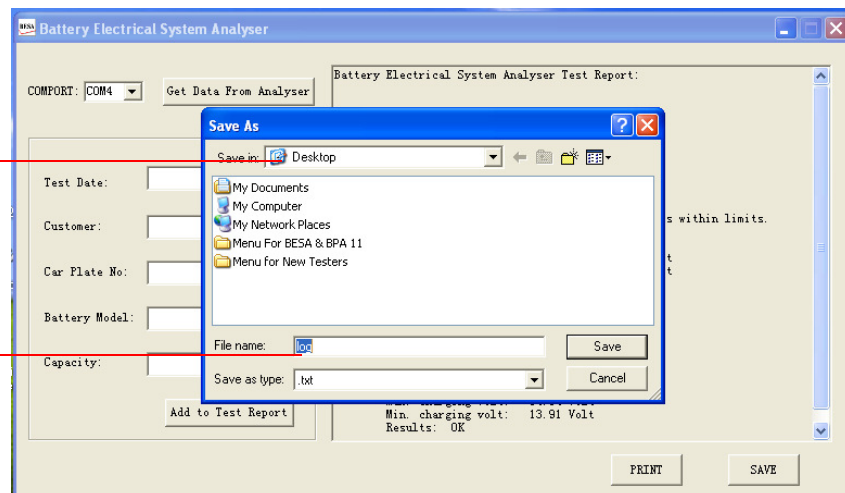 BESA Battery Electrical System Analyser
COMPORT: COM4 Get Data From Analyser
Battery Electrical System Analyser Test Report:
Save As
Save in: Desktop
My Documents
My Computer
My Network Places
Menu For BESA & BPA 11
Menu for New Testers
File name: log Save
Save as type: .txt Cancel
Test Date:
Customer:
Car Plate No:
Battery Model:
Capacity:
Add to Test Report
s within limits.
t
t
Min. charging volt: 13.91 Volt
Results: OK
PRINT SAVE